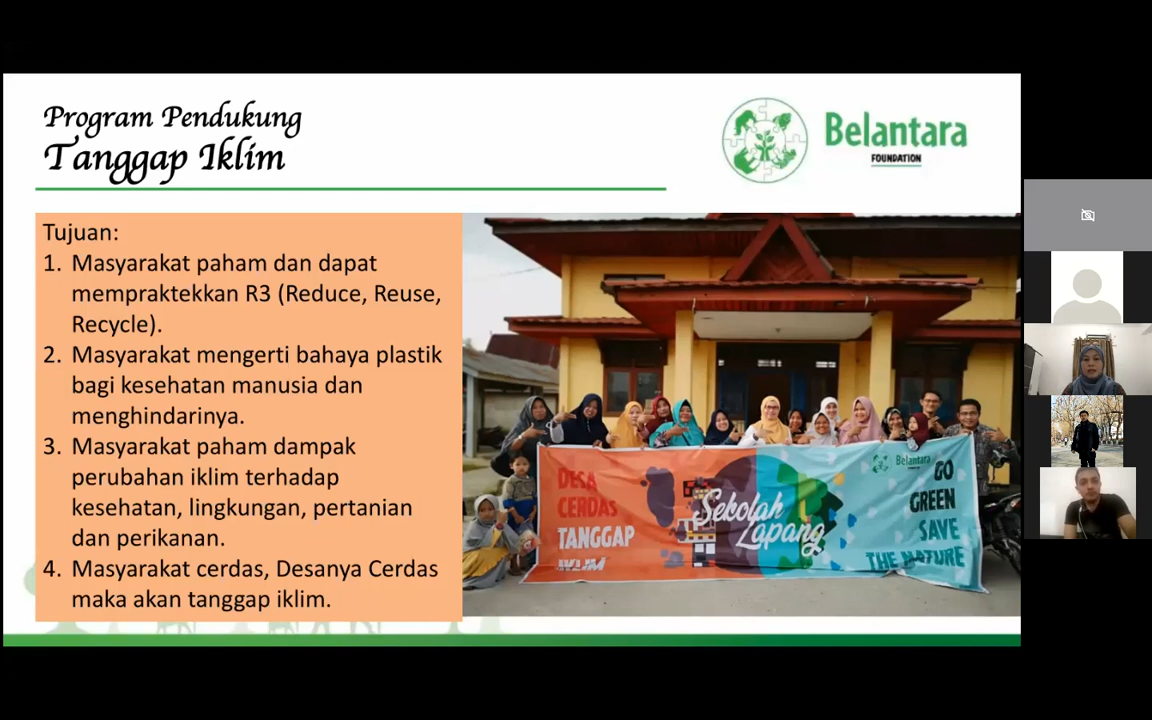 Program Pendukung
Tanggap Iklim
Belantara
FOUNDATION
Tujuan:
1. Masyarakat paham dan dapat
mempraktekkan R3 (Reduce, Reuse,
Recycle).
2. Masyarakat mengerti bahaya plastik
bagi kesehatan manusia dan
menghindarinya.
3. Masyarakat paham dampak
perubahan iklim terhadap
kesehatan, lingkungan, pertanian
dan perikanan.
4. Masyarakat cerdas, Desanya Cerdas
maka akan tanggap iklim.
DESA
CERDAS
TANGGAP
IKLIM
Sekolah
Lapang
Belantara
GO
GREEN
SAVE
THE NATURE